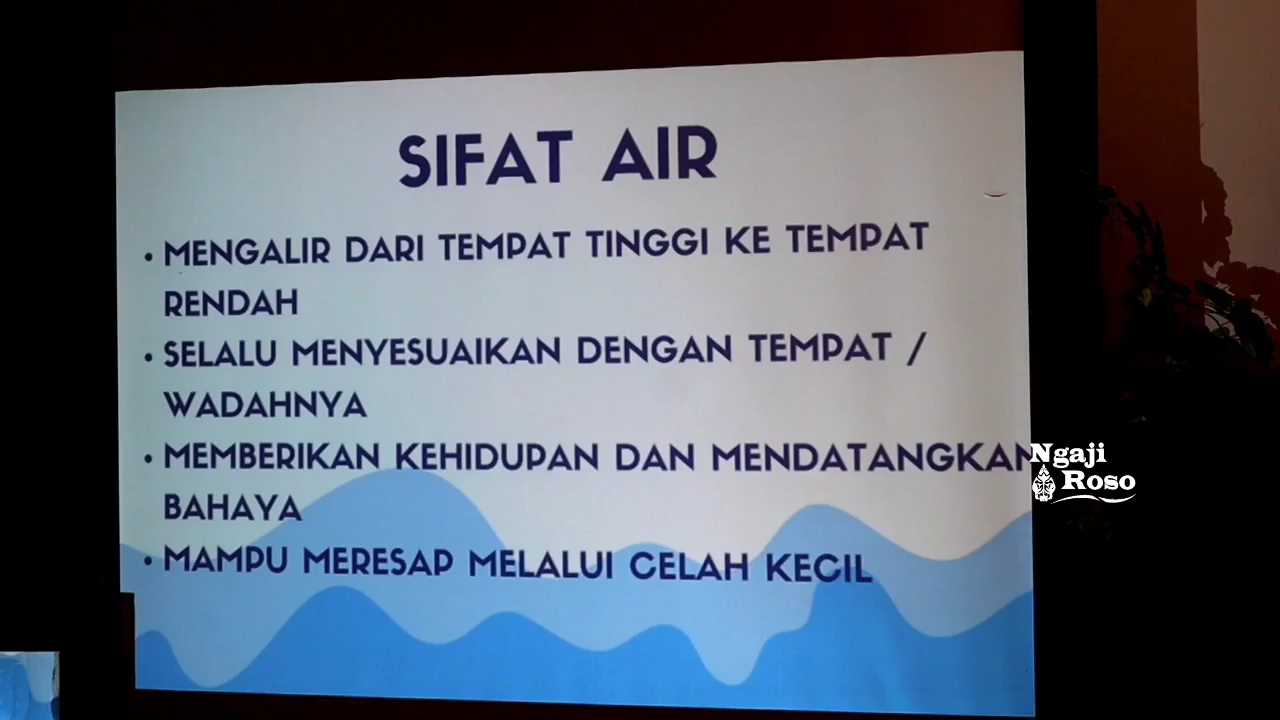 SIFAT AIR
• MENGALIR DARI TEMPAT TINGGI KE TEMPAT
RENDAH
• SELALU MENYESUAIKAN DENGAN TEMPAT /
WADAHNYA
• MEMBERIKAN KEHIDUPAN DAN MENDATANGKAN
BAHAYA
• MAMPU MERESAP MELALUI CELAH KECIL
Ngaji
Roso